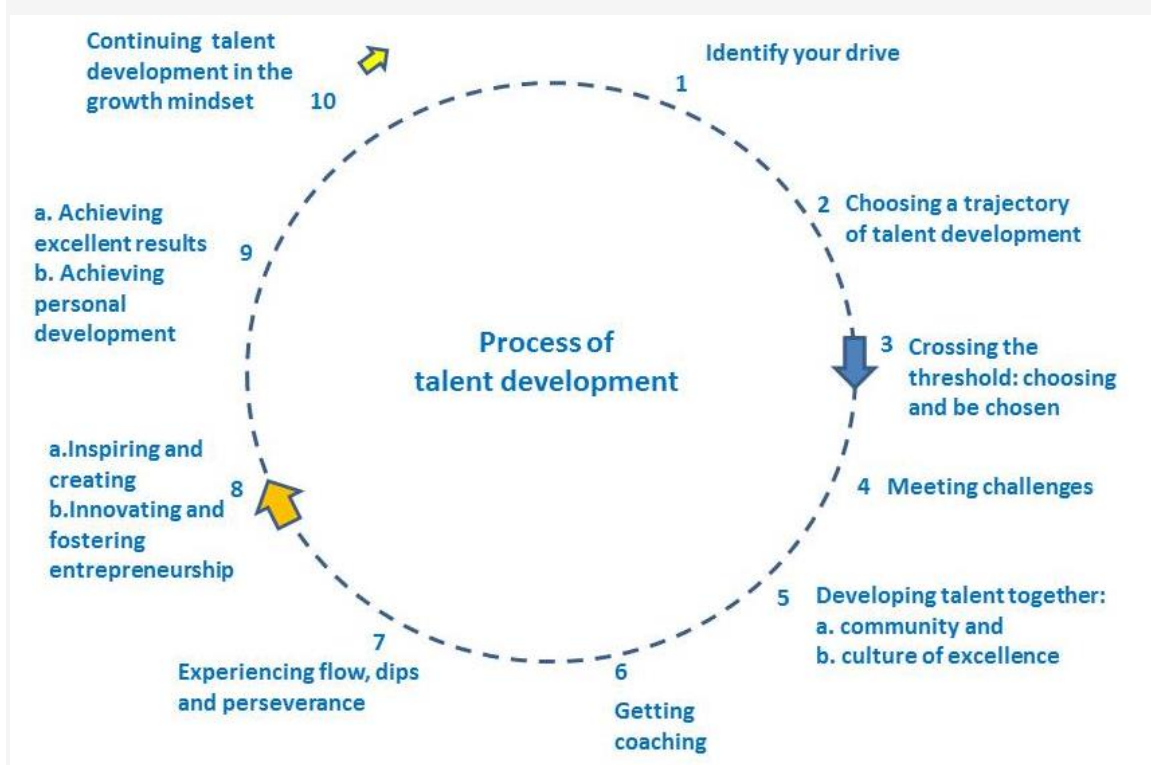 Process of
talent development
1
Identify your drive
2 Choosing a trajectory
of talent development
3 Crossing the
threshold: choosing
and be chosen
4 Meeting challenges
5 Developing talent together:
a. community and
b. culture of excellence
6
Getting
coaching
7
Experiencing flow, dips
and perseverance
8
a.Inspiring and
creating
b.Innovating and
fostering
entrepreneurship
9
a. Achieving
excellent results
b. Achieving
personal
development
Continuing talent
development in the
growth mindset 10